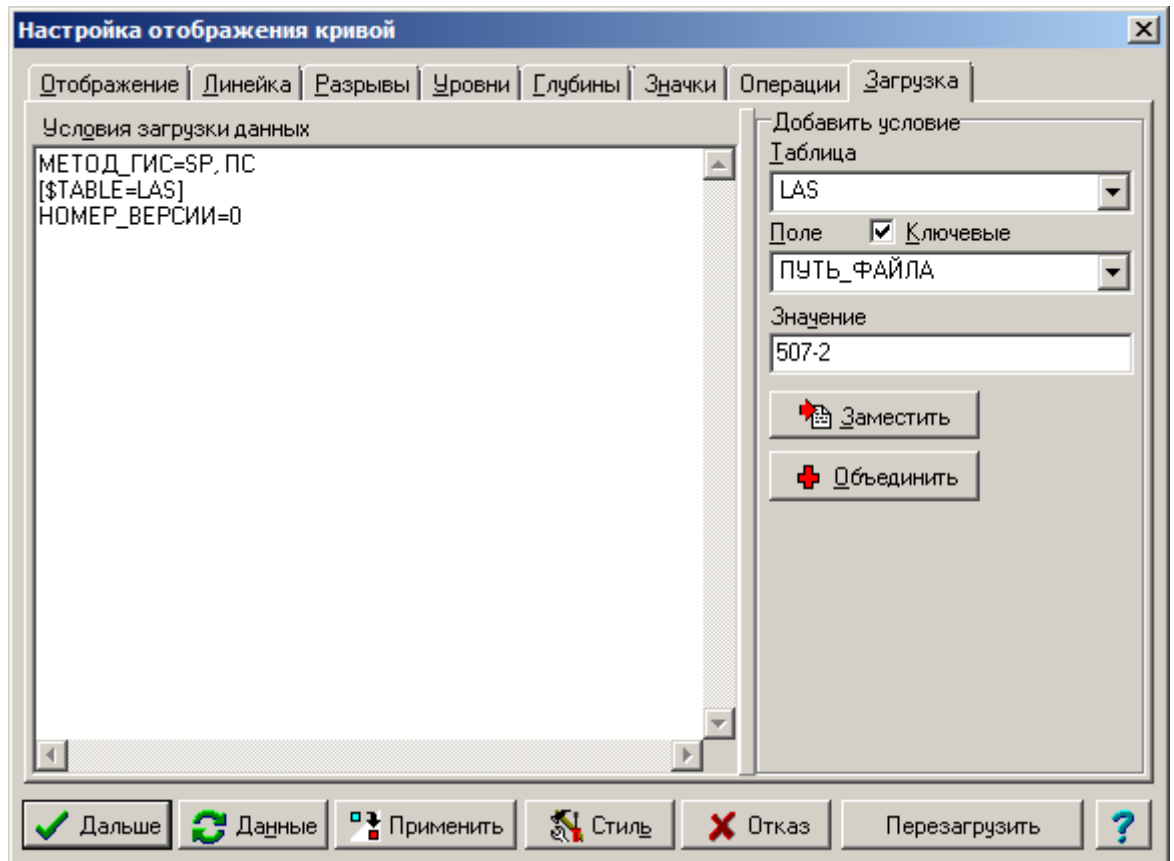 Настройка отображения кривой
Отображение Линейка Разрывы Уровни Глубины Значки Операции Загрузка
Условия загрузки данных
МЕТОД_ГИС=SP, ПС
[$TABLE=LAS]
НОМЕР_ВЕРСИИ=0
Добавить условие
Таблица
LAS
Поле Ключевые
ПУТЬ_ФАЙЛА
Значение
507-2
Заместить
Объединить
Дальше Данные Применить Стиль Отказ Перезагрузить ?